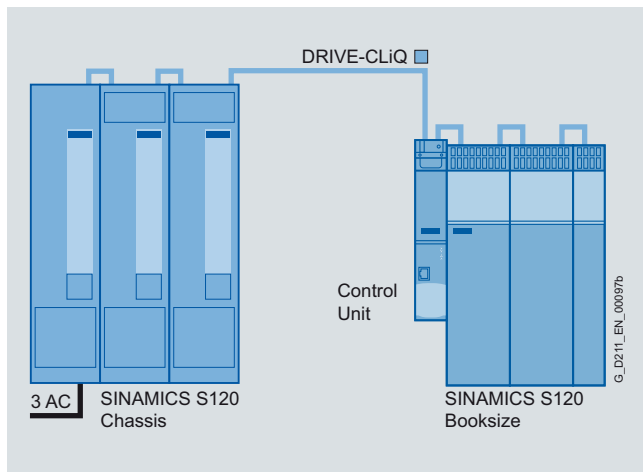 DRIVE-CLiQ
Control
Unit
3 AC
SINAMICS S120
Chassis
SINAMICS S120
Booksize
G_D211_EN_00097b